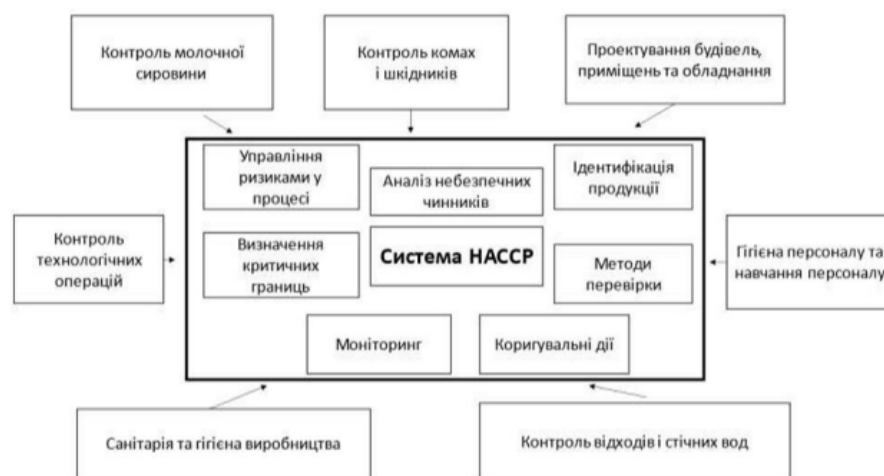 Контроль молочної
сировини
Контроль комах
і шкідників
Проектування будівель,
приміщень та обладнання
Управління
ризиками у
процесі
Аналіз небезпечних
чинників
Ідентифікація
продукції
Контроль
технологічних
операцій
Визначення
критичних
границь
Система НАССР
Методи
перевірки
Гігієна персоналу та
навчання персоналу
Моніторинг
Коригувальні дії
Санітарія та гігієна виробництва
Контроль відходів і стічних вод